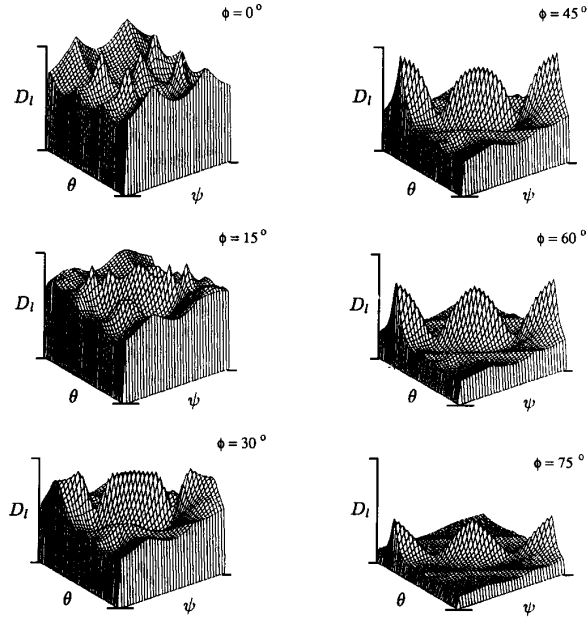 ϕ = 0 °
D_l
θ
ψ
ϕ = 15 °
D_l
θ
ψ
ϕ = 30 °
D_l
θ
ψ
ϕ = 45 °
D_l
θ
ψ
ϕ = 60 °
D_l
θ
ψ
ϕ = 75 °
D_l
θ
ψ